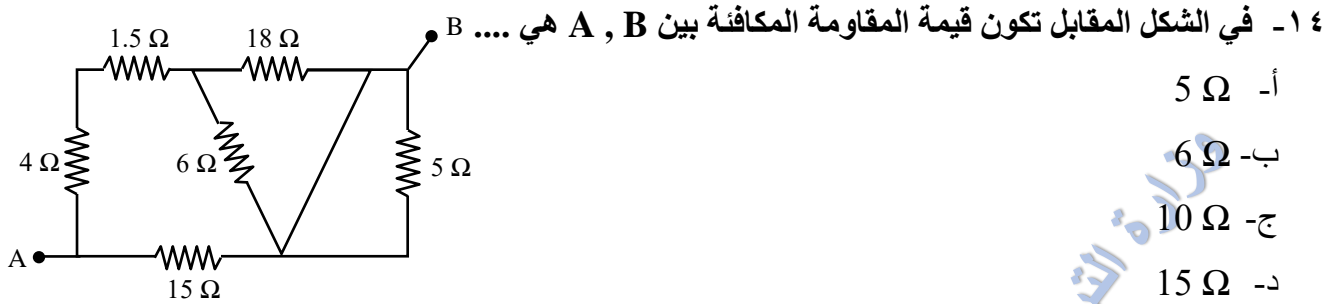 ١٤ - في الشكل المقابل تكون قيمة المقاومة المكافئة بين A , B هي ....
أ- 5 Ω
ب- 6 Ω
ج- 10 Ω
د- 15 Ω
B
1.5 Ω 18 Ω
4 Ω 6 Ω 5 Ω
A
15 Ω
وزارة